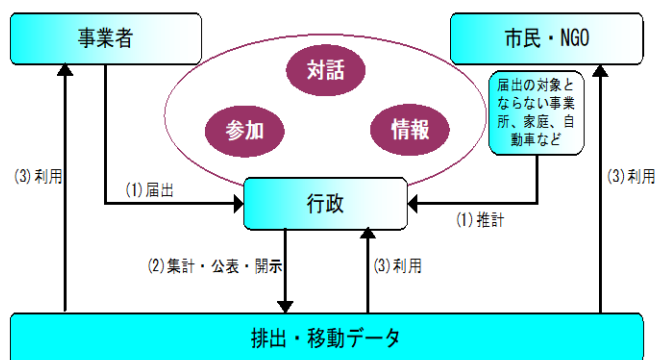 事業者
市民・NGO
対話
参加
情報
届出の対象と
ならない事業
所、家庭、自
動車など
(3)利用
(1)届出
行政
(1)推計
(3)利用
(2)集計・公表・開示
(3)利用
排出・移動データ